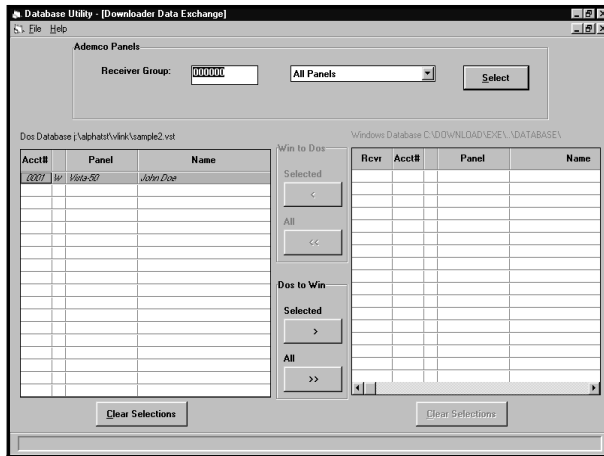 Database Utility - [Downloader Data Exchange]
File Help
Ademco Panels
Receiver Group: 000000 All Panels Select
Dos Database j:\alphatst\vlink\sample2.vst
Windows Database C:\DOWNLOAD\EXE\..\DATABASE\
Acct# Panel Name
0001 W Vista-50 John Doe
Win to Dos
Selected
<
All
<<
Dos to Win
Selected
>
All
>>
Rcvr Acct# Panel Name
Clear Selections
Clear Selections